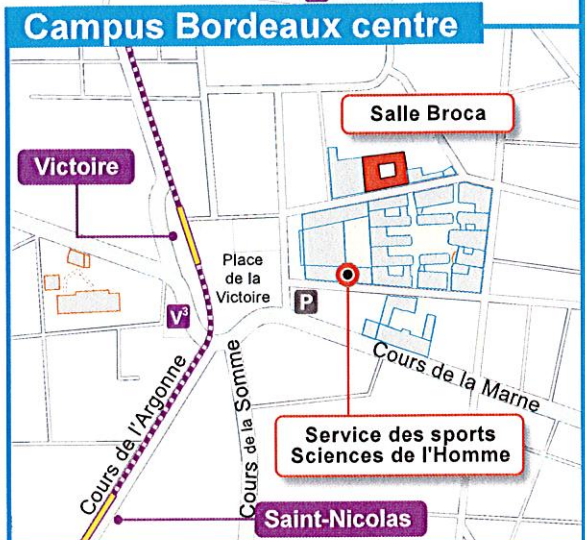 Campus Bordeaux centre
Salle Broca
Victoire
Place
de la
Victoire
V³
P
Cours de l'Argonne
Cours de la Somme
Cours de la Marne
Service des sports
Sciences de l'Homme
Saint-Nicolas